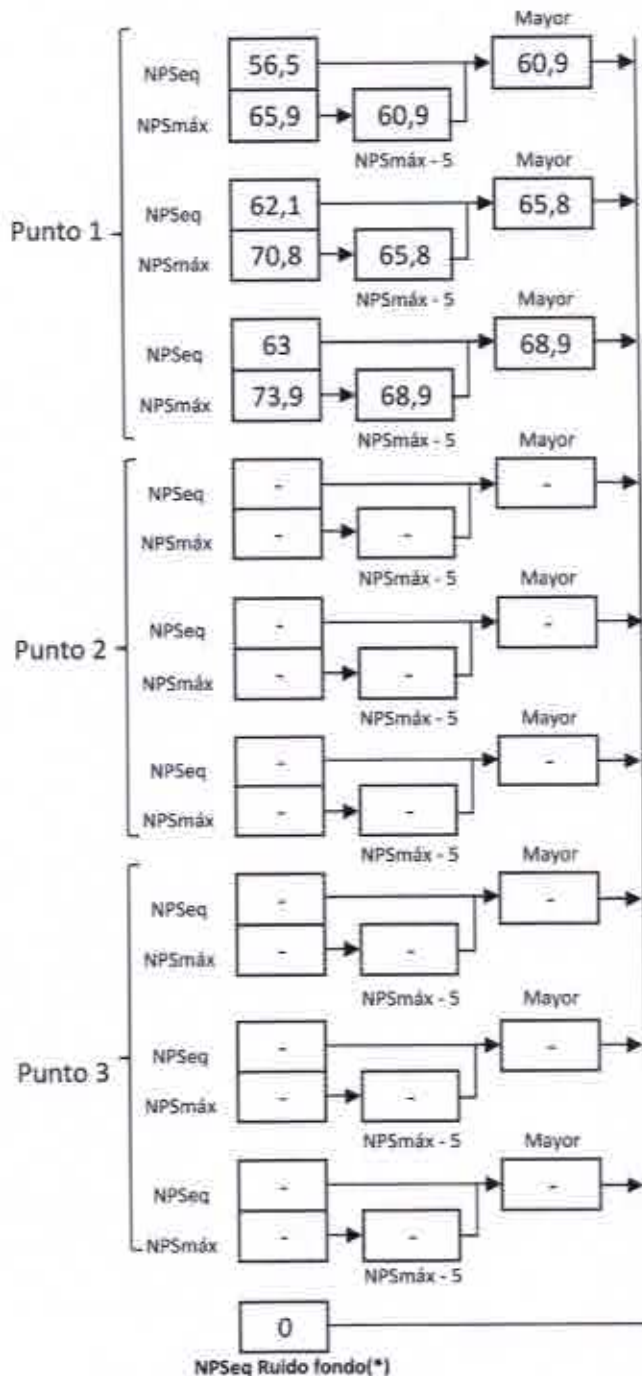 Mayor
NPSeq 56,5 60,9
NPSmáx 65,9 60,9
NPSmáx - 5 Mayor
NPSeq 62,1 65,8
Punto 1
NPSmáx 70,8 65,8
NPSmáx - 5 Mayor
NPSeq 63 68,9
NPSmáx 73,9 68,9
NPSmáx - 5 Mayor
NPSeq - -
NPSmáx - -
NPSmáx - 5 Mayor
NPSeq - -
Punto 2
NPSmáx - -
NPSmáx - 5 Mayor
NPSeq - -
NPSmáx - -
NPSmáx - 5 Mayor
NPSeq - -
NPSmáx - -
NPSmáx - 5 Mayor
NPSeq - -
Punto 3
NPSmáx - -
NPSmáx - 5 Mayor
NPSeq - -
NPSmáx - -
NPSmáx - 5
0
NPSeq Ruido fondo(*)